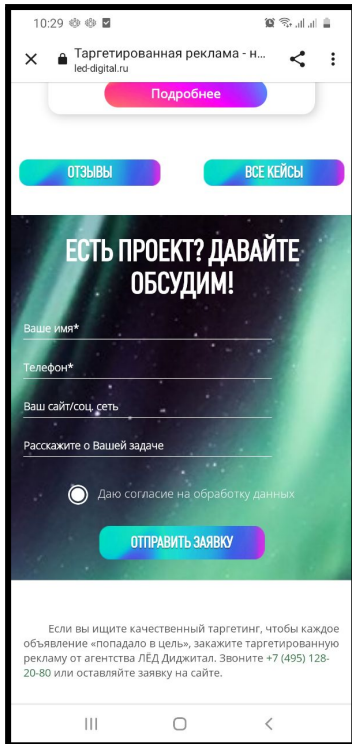 10:29
Таргетированная реклама - н...
led-digital.ru
Подробнее
ОТЗЫВЫ
ВСЕ КЕЙСЫ
ЕСТЬ ПРОЕКТ? ДАВАЙТЕ
ОБСУДИМ!
Ваше имя*
Телефон*
Ваш сайт/соц. сеть
Расскажите о Вашей задаче
Даю согласие на обработку данных
ОТПРАВИТЬ ЗАЯВКУ
Если вы ищите качественный таргетинг, чтобы каждое
объявление «попадало в цель», закажите таргетированную
рекламу от агентства ЛЁД Диджитал. Звоните +7 (495) 128-
20-80 или оставляйте заявку на сайте.